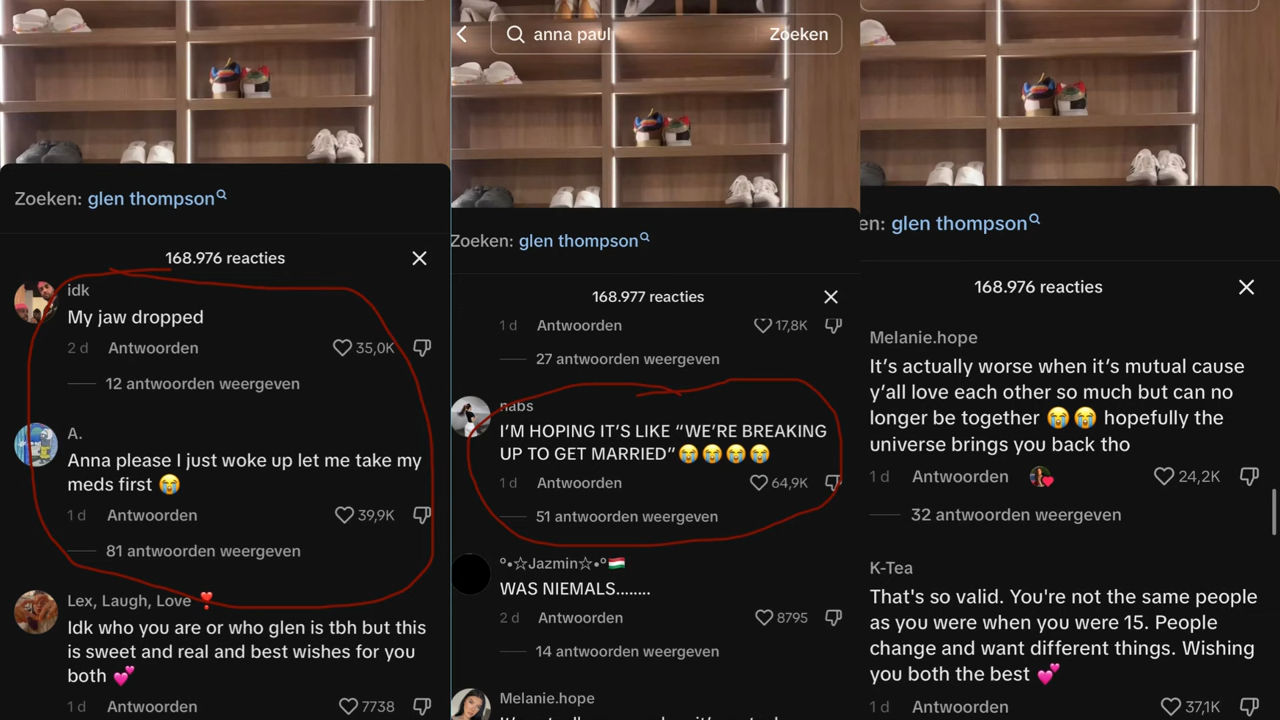 Zoeken: glen thompson
168.976 reacties
idk
My jaw dropped
2 d Antwoorden 35,0K
12 antwoorden weergeven
A.
Anna please I just woke up let me take my
meds first 😭
1 d Antwoorden 39,9K
81 antwoorden weergeven
Lex, Laugh, Love ❣️
Idk who you are or who glen is tbh but this
is sweet and real and best wishes for you
both 💕
1 d Antwoorden 7738
anna paul Zoeken
Zoeken: glen thompson
168.977 reacties
1 d Antwoorden 17,8K
27 antwoorden weergeven
nabs
I'M HOPING IT'S LIKE “WE'RE BREAKING
UP TO GET MARRIED”😭😭😭😭
1 d Antwoorden 64,9K
51 antwoorden weergeven
°•☆Jazmin☆•°🇭🇺
WAS NIEMALS........
2 d Antwoorden 8795
14 antwoorden weergeven
Melanie.hope
en: glen thompson
168.976 reacties
Melanie.hope
It's actually worse when it's mutual cause
y'all love each other so much but can no
longer be together 😭😭 hopefully the
universe brings you back tho
1 d Antwoorden 24,2K
32 antwoorden weergeven
K-Tea
That's so valid. You're not the same people
as you were when you were 15. People
change and want different things. Wishing
you both the best 💕
1 d Antwoorden 37,1K